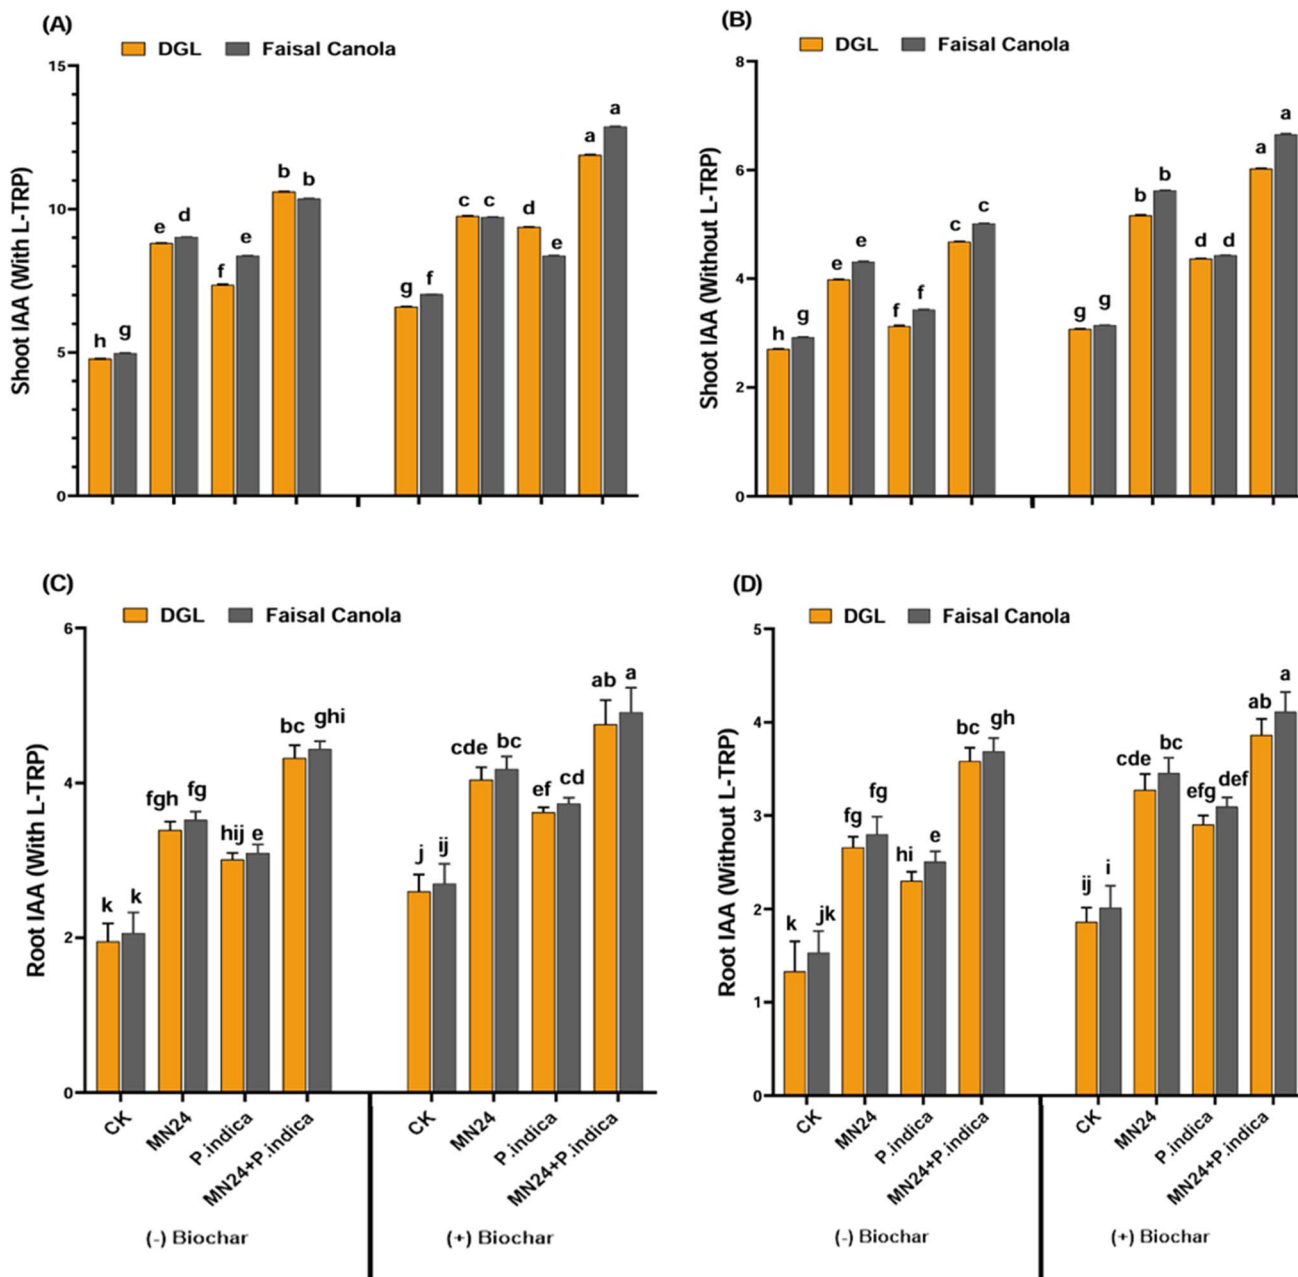 (A)
DGL Faisal Canola
Shoot IAA (With L-TRP)
15
10
5
0
h g e d f e b b g f c c d e a a
(B)
DGL Faisal Canola
Shoot IAA (Without L-TRP)
8
6
4
2
0
h g e e f f c c g g b b d d a a
(C)
DGL Faisal Canola
Root IAA (With L-TRP)
6
4
2
0
k k fgh fg hij e bc ghi j ij cde bc ef cd ab a
CK MN24 P.indica MN24+P.indica CK MN24 P.indica MN24+P.indica
(-) Biochar (+) Biochar
(D)
DGL Faisal Canola
Root IAA (Without L-TRP)
5
4
3
2
1
0
k jk fg fg hi e bc gh ij i cde bc efg def ab a
CK MN24 P.indica MN24+P.indica CK MN24 P.indica MN24+P.indica
(-) Biochar (+) Biochar